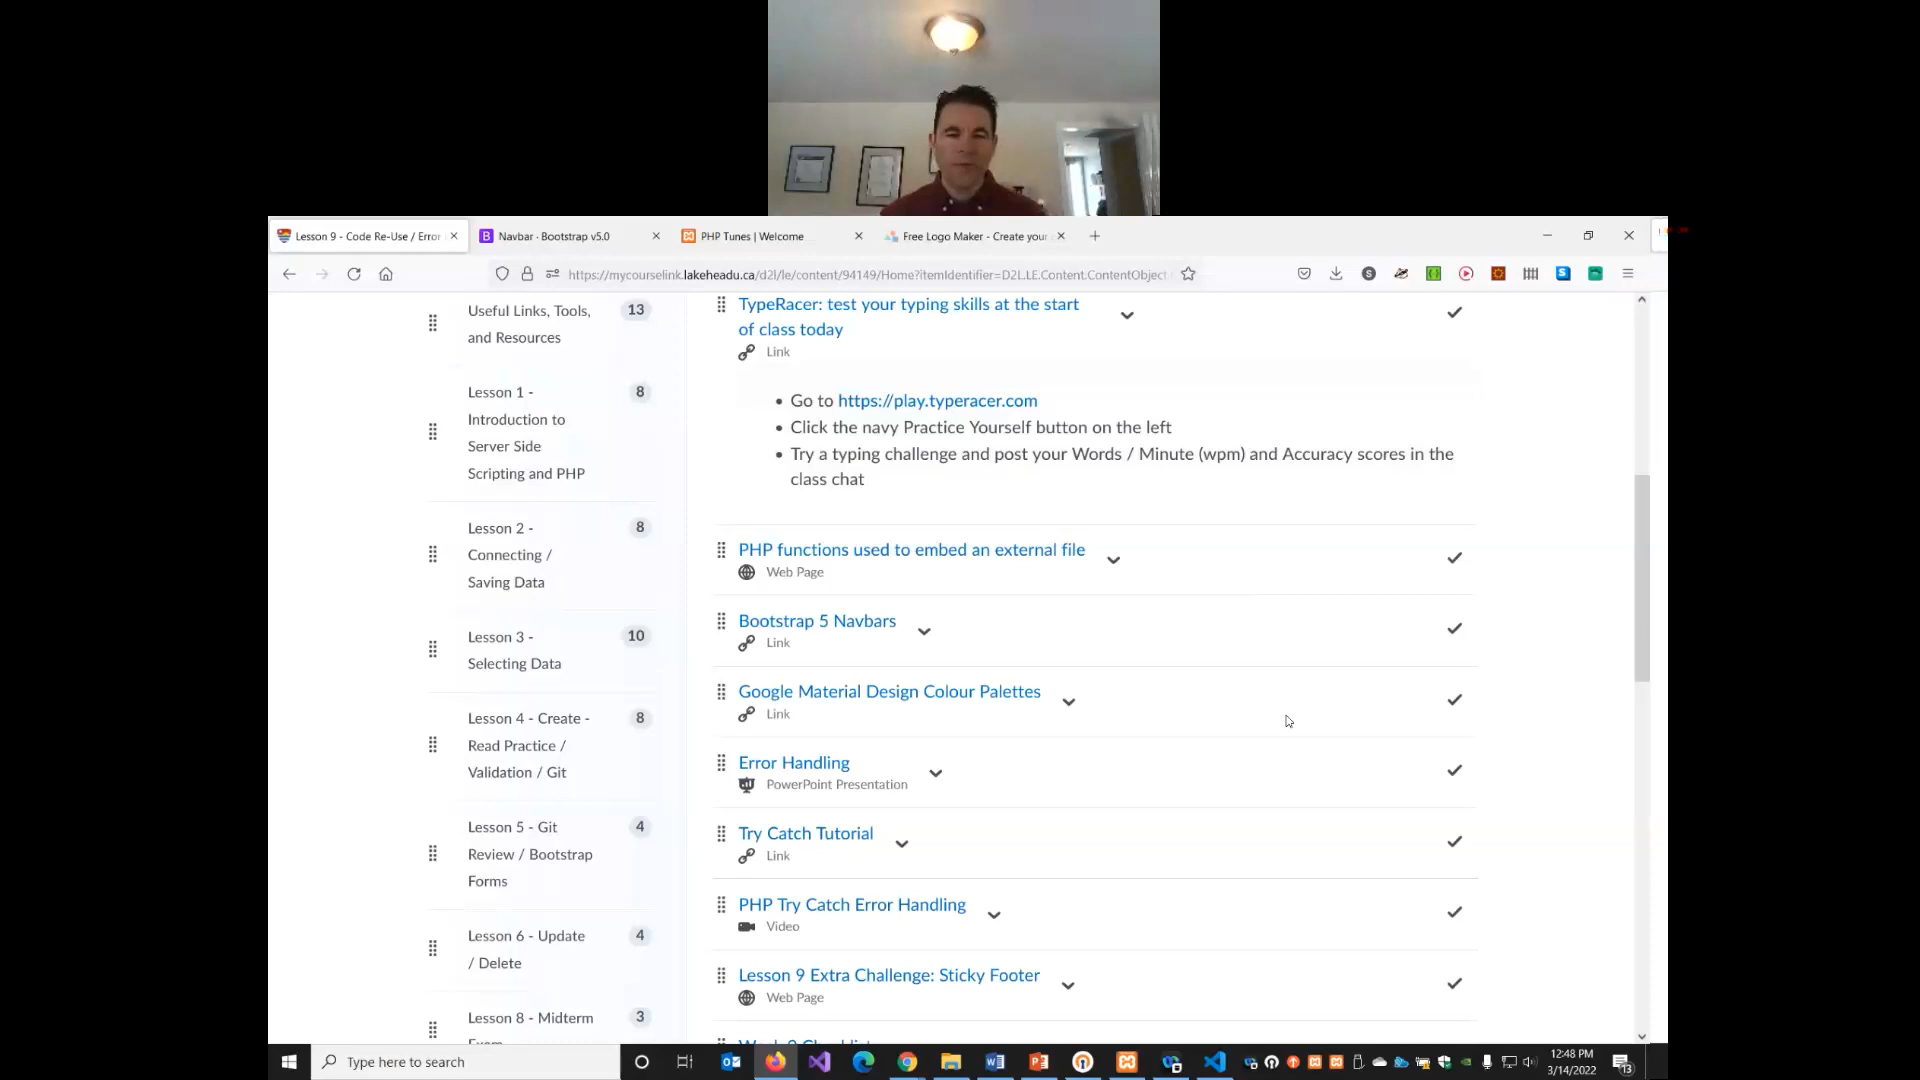 Lesson 9 - Code Re-Use / Error
Navbar · Bootstrap v5.0
PHP Tunes | Welcome
Free Logo Maker - Create your
https://mycourselink.lakeheadu.ca/d2l/le/content/94149/Home?itemIdentifier=D2L.LE.Content.ContentObject
Useful Links, Tools,
and Resources
13
Lesson 1 -
Introduction to
Server Side
Scripting and PHP
8
Lesson 2 -
Connecting /
Saving Data
8
Lesson 3 -
Selecting Data
10
Lesson 4 - Create -
Read Practice /
Validation / Git
8
Lesson 5 - Git
Review / Bootstrap
Forms
4
Lesson 6 - Update
/ Delete
4
Lesson 8 - Midterm
Exam
3
TypeRacer: test your typing skills at the start
of class today
Link
• Go to https://play.typeracer.com
• Click the navy Practice Yourself button on the left
• Try a typing challenge and post your Words / Minute (wpm) and Accuracy scores in the
class chat
PHP functions used to embed an external file
Web Page
Bootstrap 5 Navbars
Link
Google Material Design Colour Palettes
Link
Error Handling
PowerPoint Presentation
Try Catch Tutorial
Link
PHP Try Catch Error Handling
Video
Lesson 9 Extra Challenge: Sticky Footer
Web Page
Week 9 Checklist
Type here to search
12:48 PM
3/14/2022
13